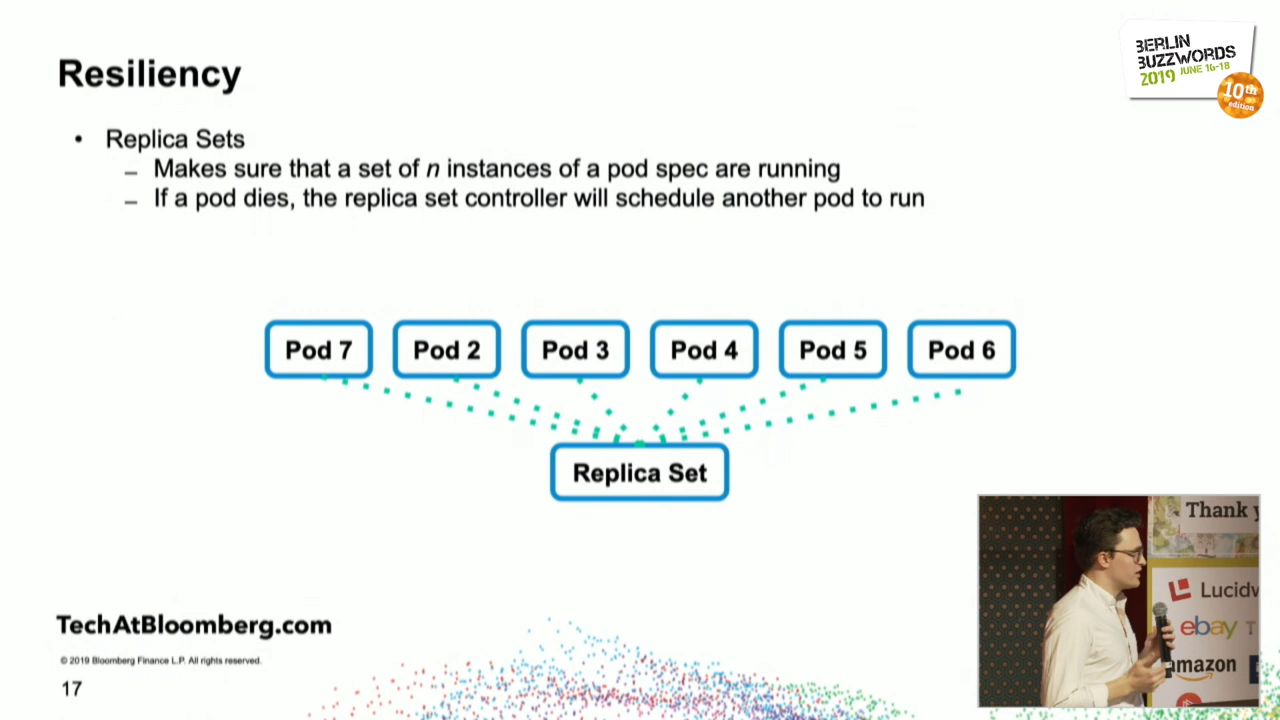 Resiliency
BERLIN
BUZZWORDS
2019 JUNE 16-18
10th
edition
• Replica Sets
– Makes sure that a set of n instances of a pod spec are running
– If a pod dies, the replica set controller will schedule another pod to run
Pod 7 Pod 2 Pod 3 Pod 4 Pod 5 Pod 6
Replica Set
Thank
Lucidw
ebay T
amazon
TechAtBloomberg.com
© 2019 Bloomberg Finance L.P. All rights reserved.
17